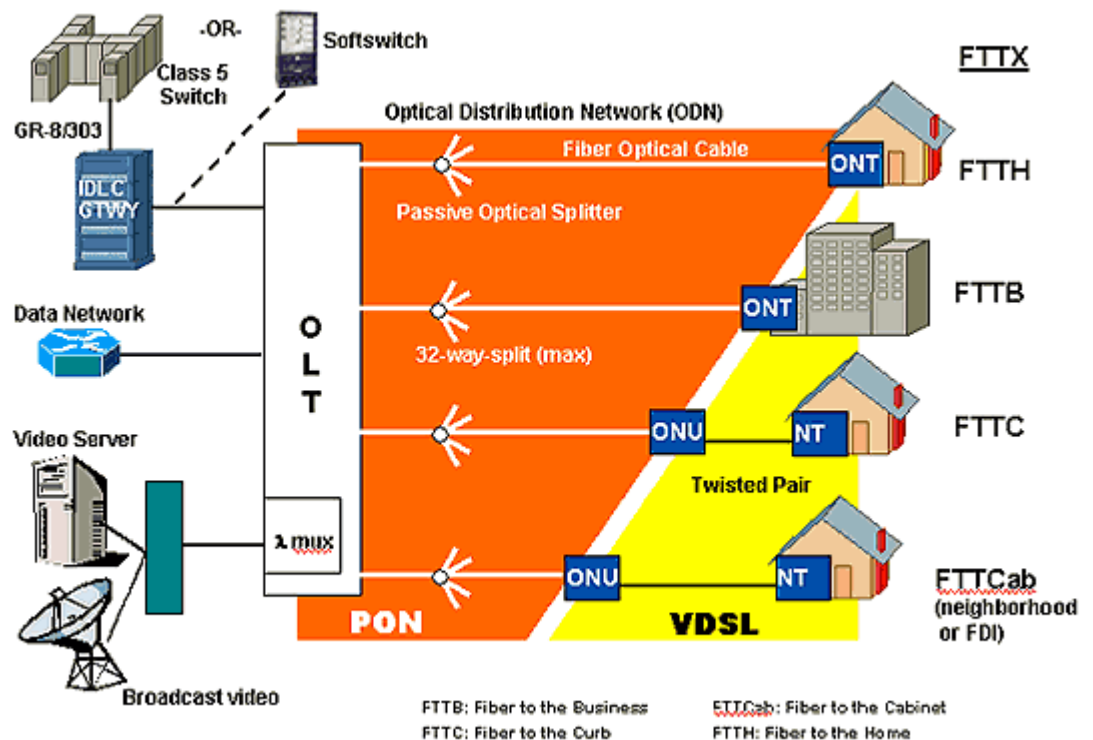 -OR-
Softswitch
Class 5
Switch
GR-8/303
IDLC
GTWY
Data Network
Video Server
Broadcast video
OLT
λ mux
Optical Distribution Network (ODN)
Fiber Optical Cable
Passive Optical Splitter
32-way-split (max)
PON
ONT
ONT
ONU
NT
Twisted Pair
ONU
NT
VDSL
FTTX
FTTH
FTTB
FTTC
FTTCab
(neighborhood
or FDI)
FTTB: Fiber to the Business
FTTCab: Fiber to the Cabinet
FTTC: Fiber to the Curb
FTTH: Fiber to the Home